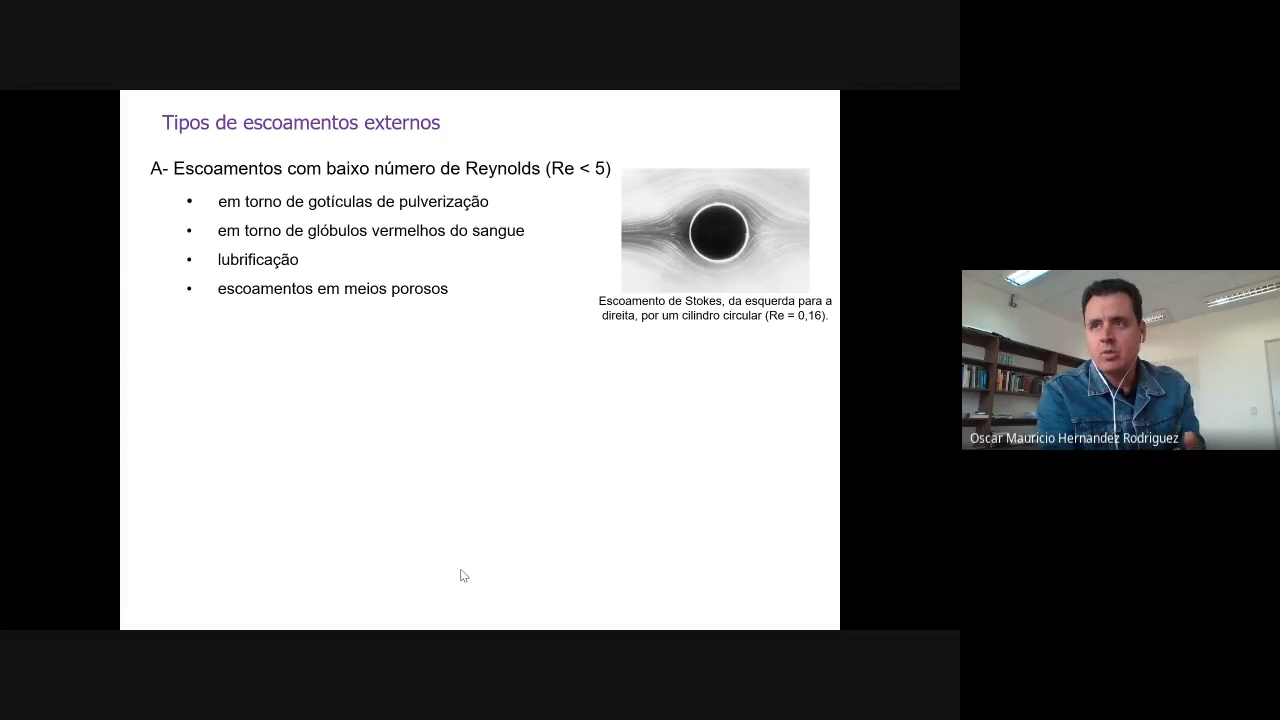 Tipos de escoamentos externos
A- Escoamentos com baixo número de Reynolds (Re < 5)
• em torno de gotículas de pulverização
• em torno de glóbulos vermelhos do sangue
• lubrificação
• escoamentos em meios porosos
Escoamento de Stokes, da esquerda para a
direita, por um cilindro circular (Re = 0,16).
Oscar Mauricio Hernandez Rodriguez